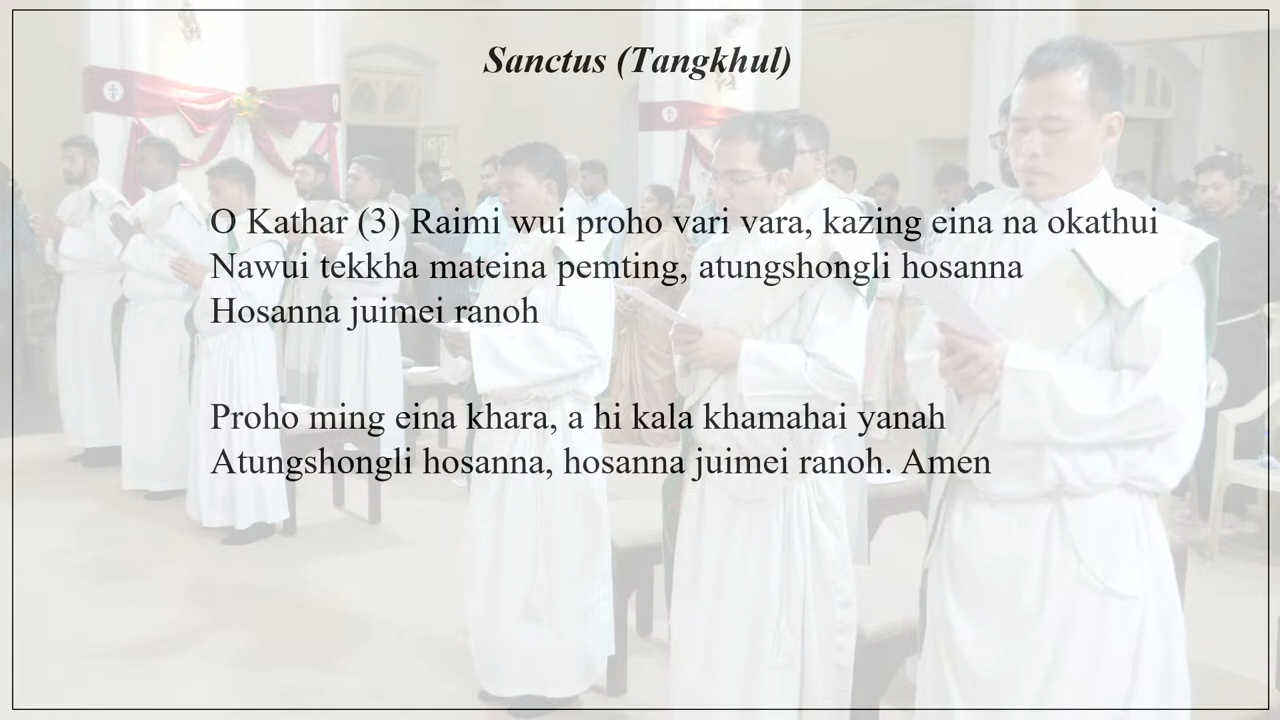 Sanctus (Tangkhul)
O Kathar (3) Raimi wui proho vari vara, kazing eina na okathui
Nawui tekkha mateina pemting, atungshongli hosanna
Hosanna juimei ranoh
Proho ming eina khara, a hi kala khamahai yanah
Atungshongli hosanna, hosanna juimei ranoh. Amen